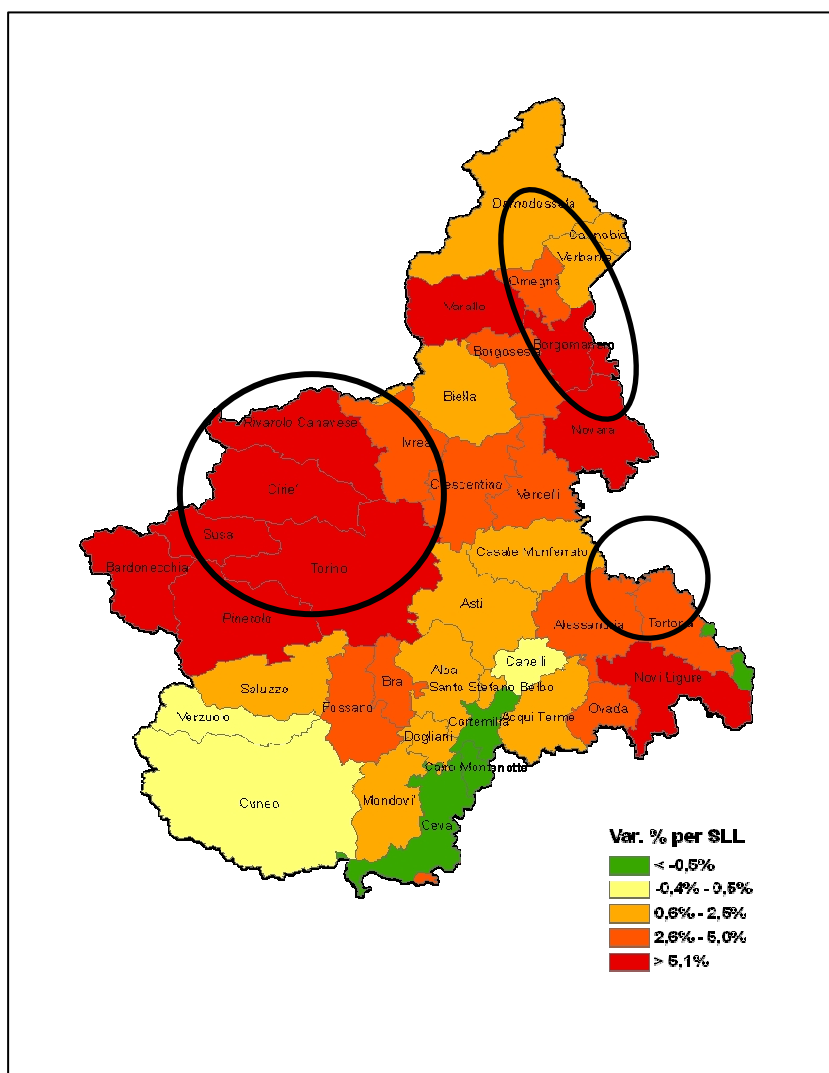 Domodossola
Cannobio
Verbania
Omegna
Varallo
Borgomanero
Borgosesia
Biella
Rivarolo Canavese
Novara
Ivrea
Cirie'
Crescentino
Vercelli
Susa
Casale Monferrato
Bardonecchia
Torino
Asti
Pinerolo
Alessandria
Tortona
Canelli
Alba
Novi Ligure
Saluzzo
Bra
Santo Stefano Belbo
Fossano
Ovada
Verzuolo
Cortemilia
Acqui Terme
Dogliani
Cairo Montenotte
Cuneo
Mondovi'
Ceva
Var. % per SLL
< -0,5%
-0,4% - 0,5%
0,6% - 2,5%
2,6% - 5,0%
> 5,1%